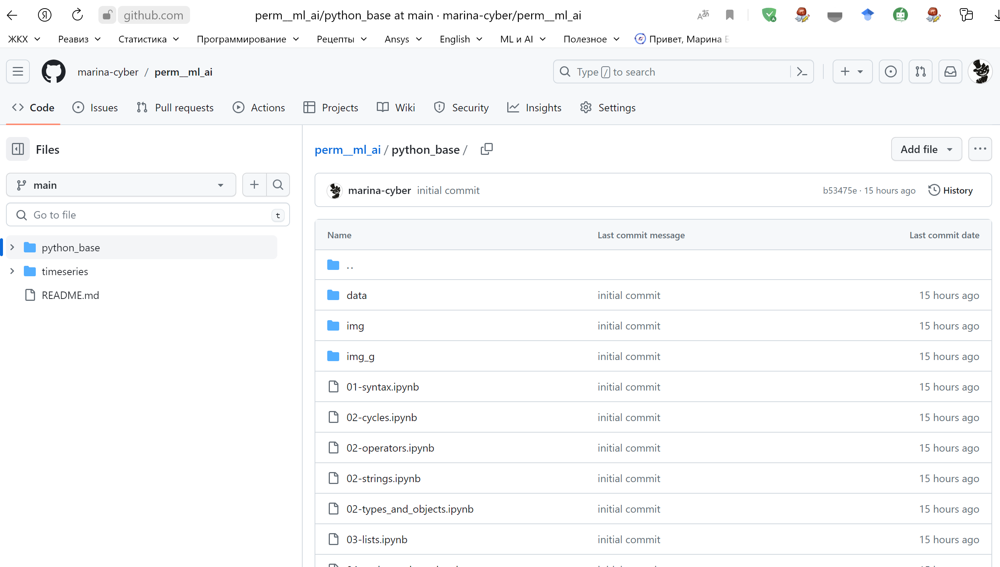 Я github.com perm__ml_ai/python_base at main · marina-cyber/perm__ml_ai
ЖКХ Реавиз Статистика Программирование Рецепты Ansys English ML и AI Полезное Привет, Марина
marina-cyber / perm__ml_ai Type / to search
Code Issues Pull requests Actions Projects Wiki Security Insights Settings
Files
main
Go to file t
python_base
timeseries
README.md
perm__ml_ai / python_base / Add file
marina-cyber initial commit b53475e · 15 hours ago History
Name Last commit message Last commit date
..
data initial commit 15 hours ago
img initial commit 15 hours ago
img_g initial commit 15 hours ago
01-syntax.ipynb initial commit 15 hours ago
02-cycles.ipynb initial commit 15 hours ago
02-operators.ipynb initial commit 15 hours ago
02-strings.ipynb initial commit 15 hours ago
02-types_and_objects.ipynb initial commit 15 hours ago
03-lists.ipynb initial commit 15 hours ago